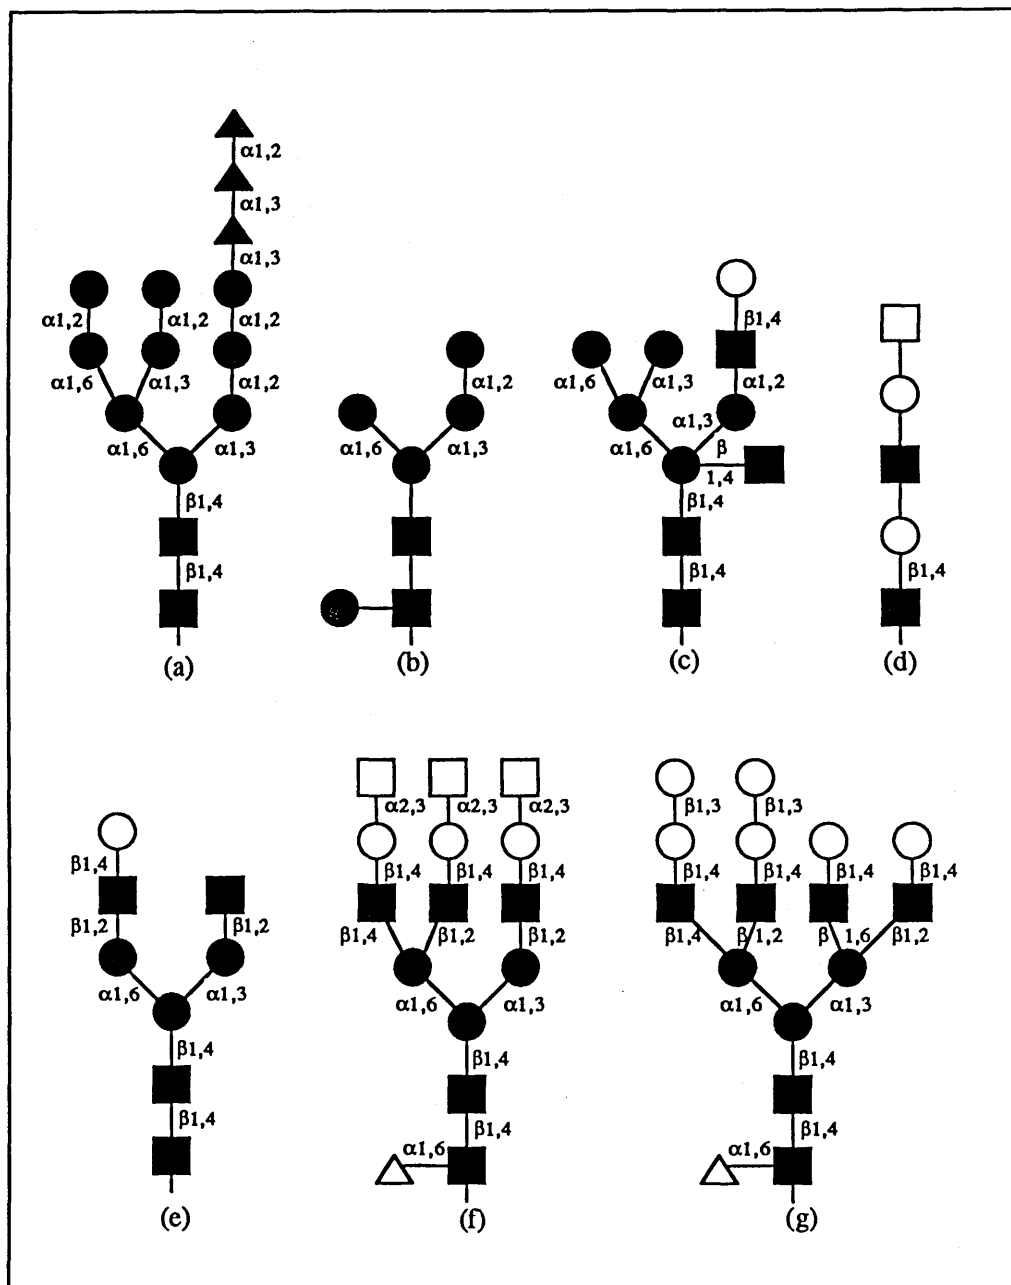 α1,2
α1,3
α1,3
α1,2 α1,2 α1,2
α1,6 α1,3 α1,2
α1,6 α1,3
β1,4
β1,4
(a)
α1,2
α1,6 α1,3
(b)
β1,4
α1,6 α1,3 α1,2
α1,3
α1,6 β
1,4
β1,4
β1,4
(c)
β1,4
(d)
β1,4
β1,2 β1,2
α1,6 α1,3
β1,4
β1,4
(e)
α2,3 α2,3 α2,3
β1,4 β1,4 β1,4
β1,4 β1,2 β1,2
α1,6 α1,3
β1,4
β1,4
α1,6
(f)
β1,3 β1,3
β1,4 β1,4 β1,4 β1,4
β1,4 β 1,2 β 1,6 β1,2
α1,6 α1,3
β1,4
β1,4
α1,6
(g)